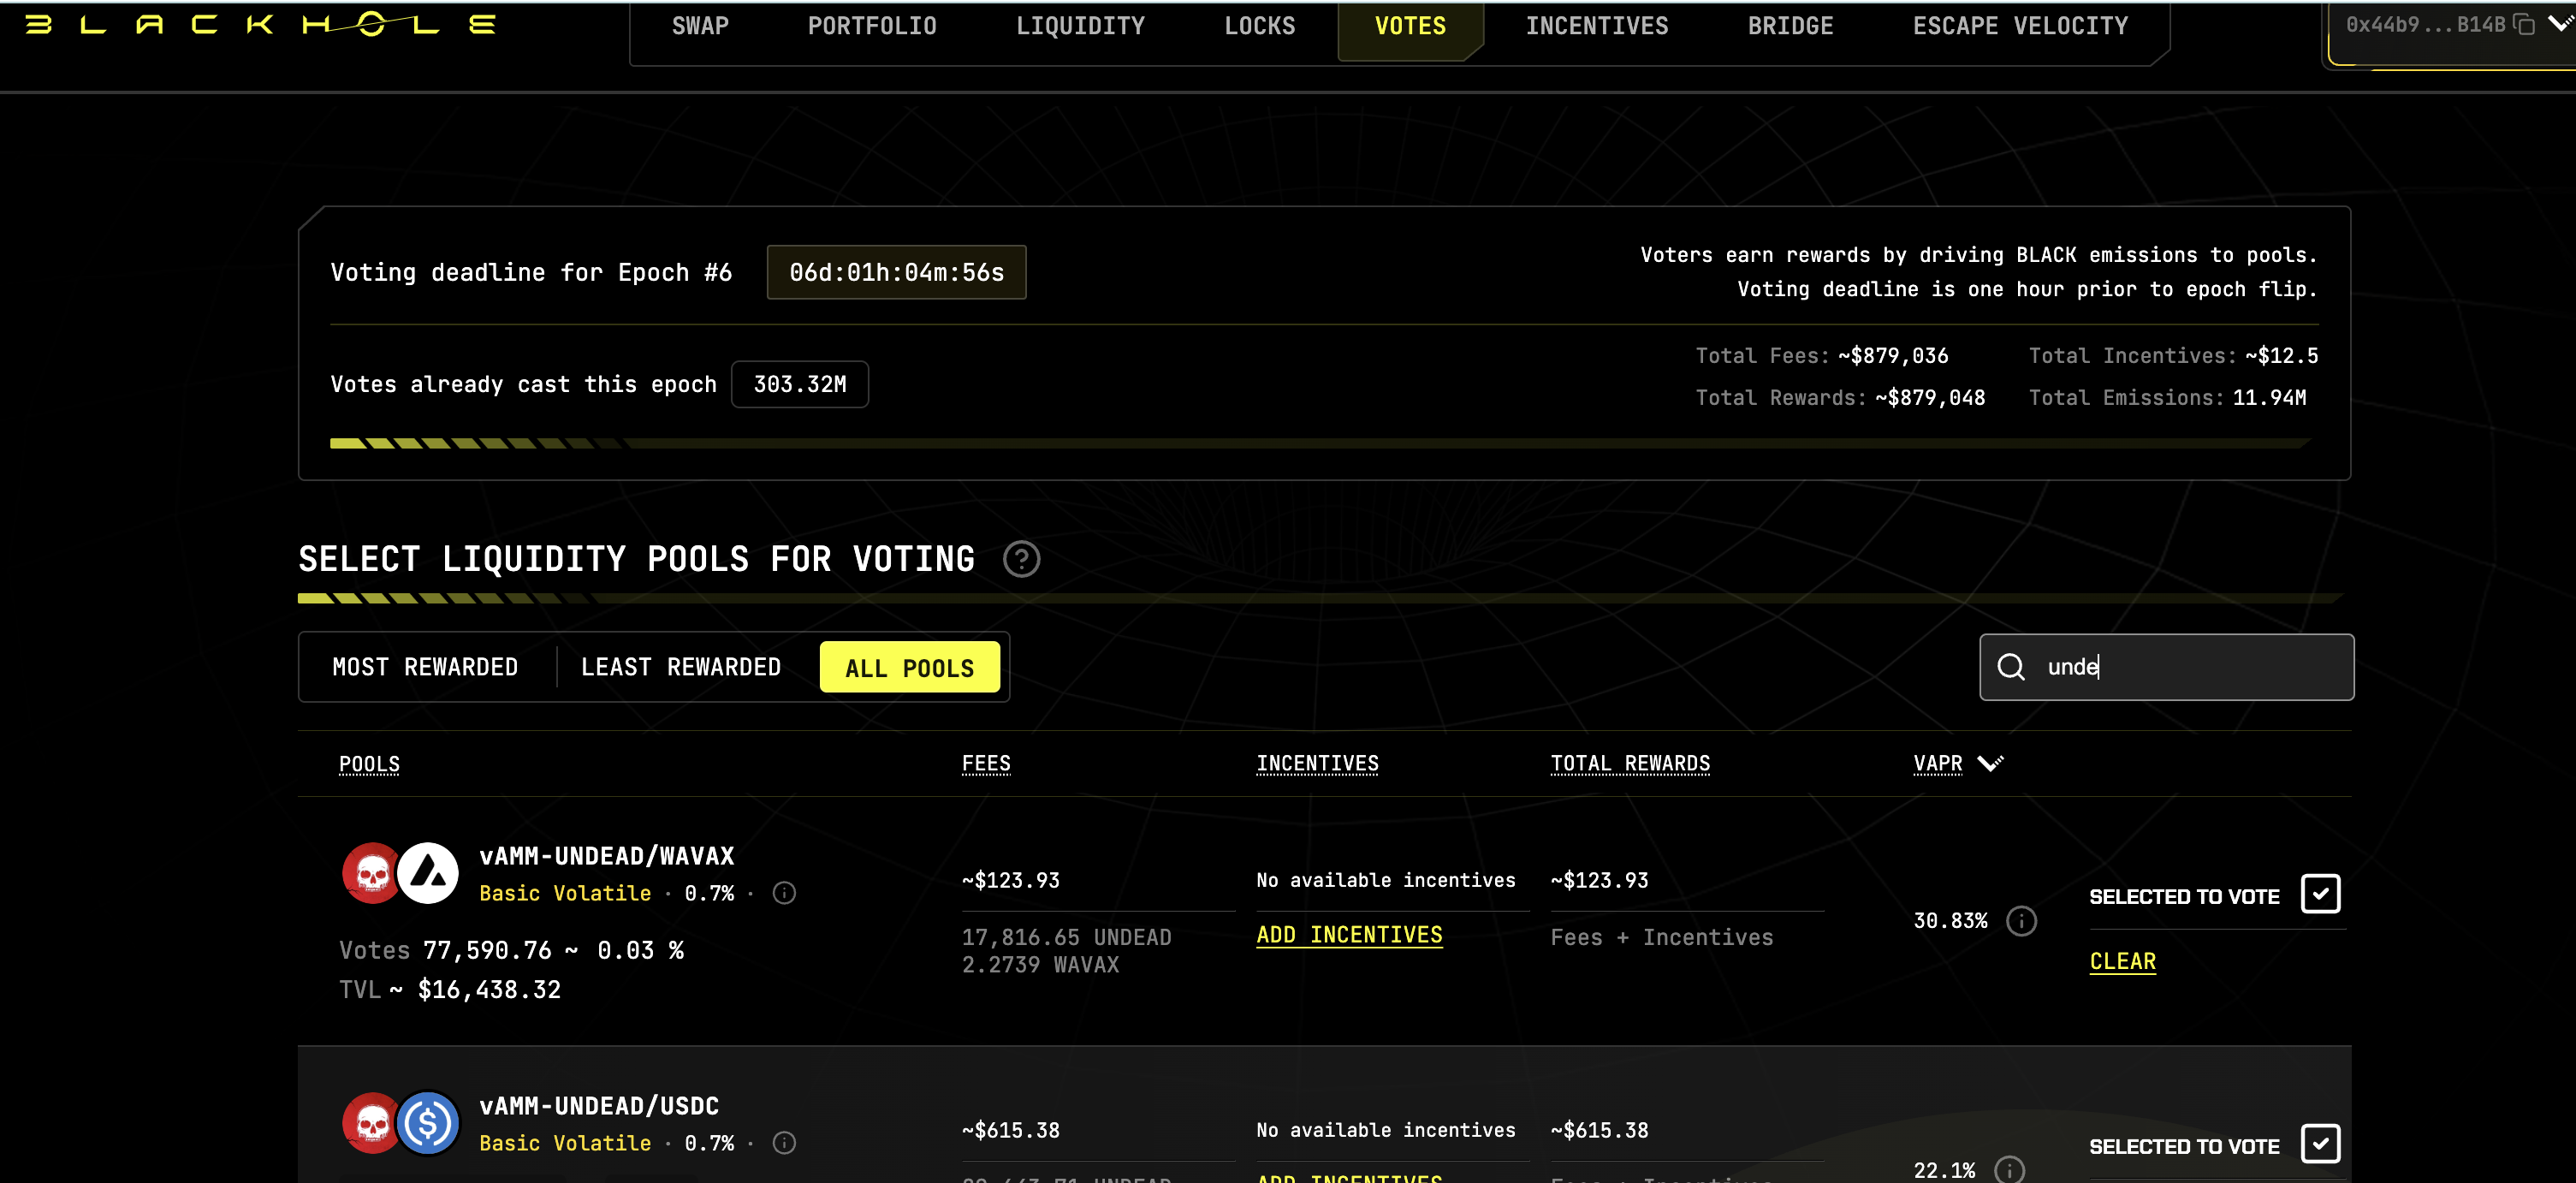 BLACKHOLE
SWAP
PORTFOLIO
LIQUIDITY
LOCKS
VOTES
INCENTIVES
BRIDGE
ESCAPE VELOCITY
0x44b9...B14B
Voting deadline for Epoch #6
06d:01h:04m:56s
Voters earn rewards by driving BLACK emissions to pools.
Voting deadline is one hour prior to epoch flip.
Votes already cast this epoch
303.32M
Total Fees: ~$879,036
Total Incentives: ~$12.5
Total Rewards: ~$879,048
Total Emissions: 11.94M
SELECT LIQUIDITY POOLS FOR VOTING
MOST REWARDED
LEAST REWARDED
ALL POOLS
unde
POOLS
FEES
INCENTIVES
TOTAL REWARDS
VAPR
vAMM-UNDEAD/WAVAX
Basic Volatile · 0.7% ·
Votes 77,590.76 ~ 0.03 %
TVL ~ $16,438.32
~$123.93
17,816.65 UNDEAD
2.2739 WAVAX
No available incentives
ADD INCENTIVES
~$123.93
Fees + Incentives
30.83%
SELECTED TO VOTE
CLEAR
vAMM-UNDEAD/USDC
Basic Volatile · 0.7% ·
~$615.38
No available incentives
ADD INCENTIVES
~$615.38
Fees + Incentives
22.1%
SELECTED TO VOTE